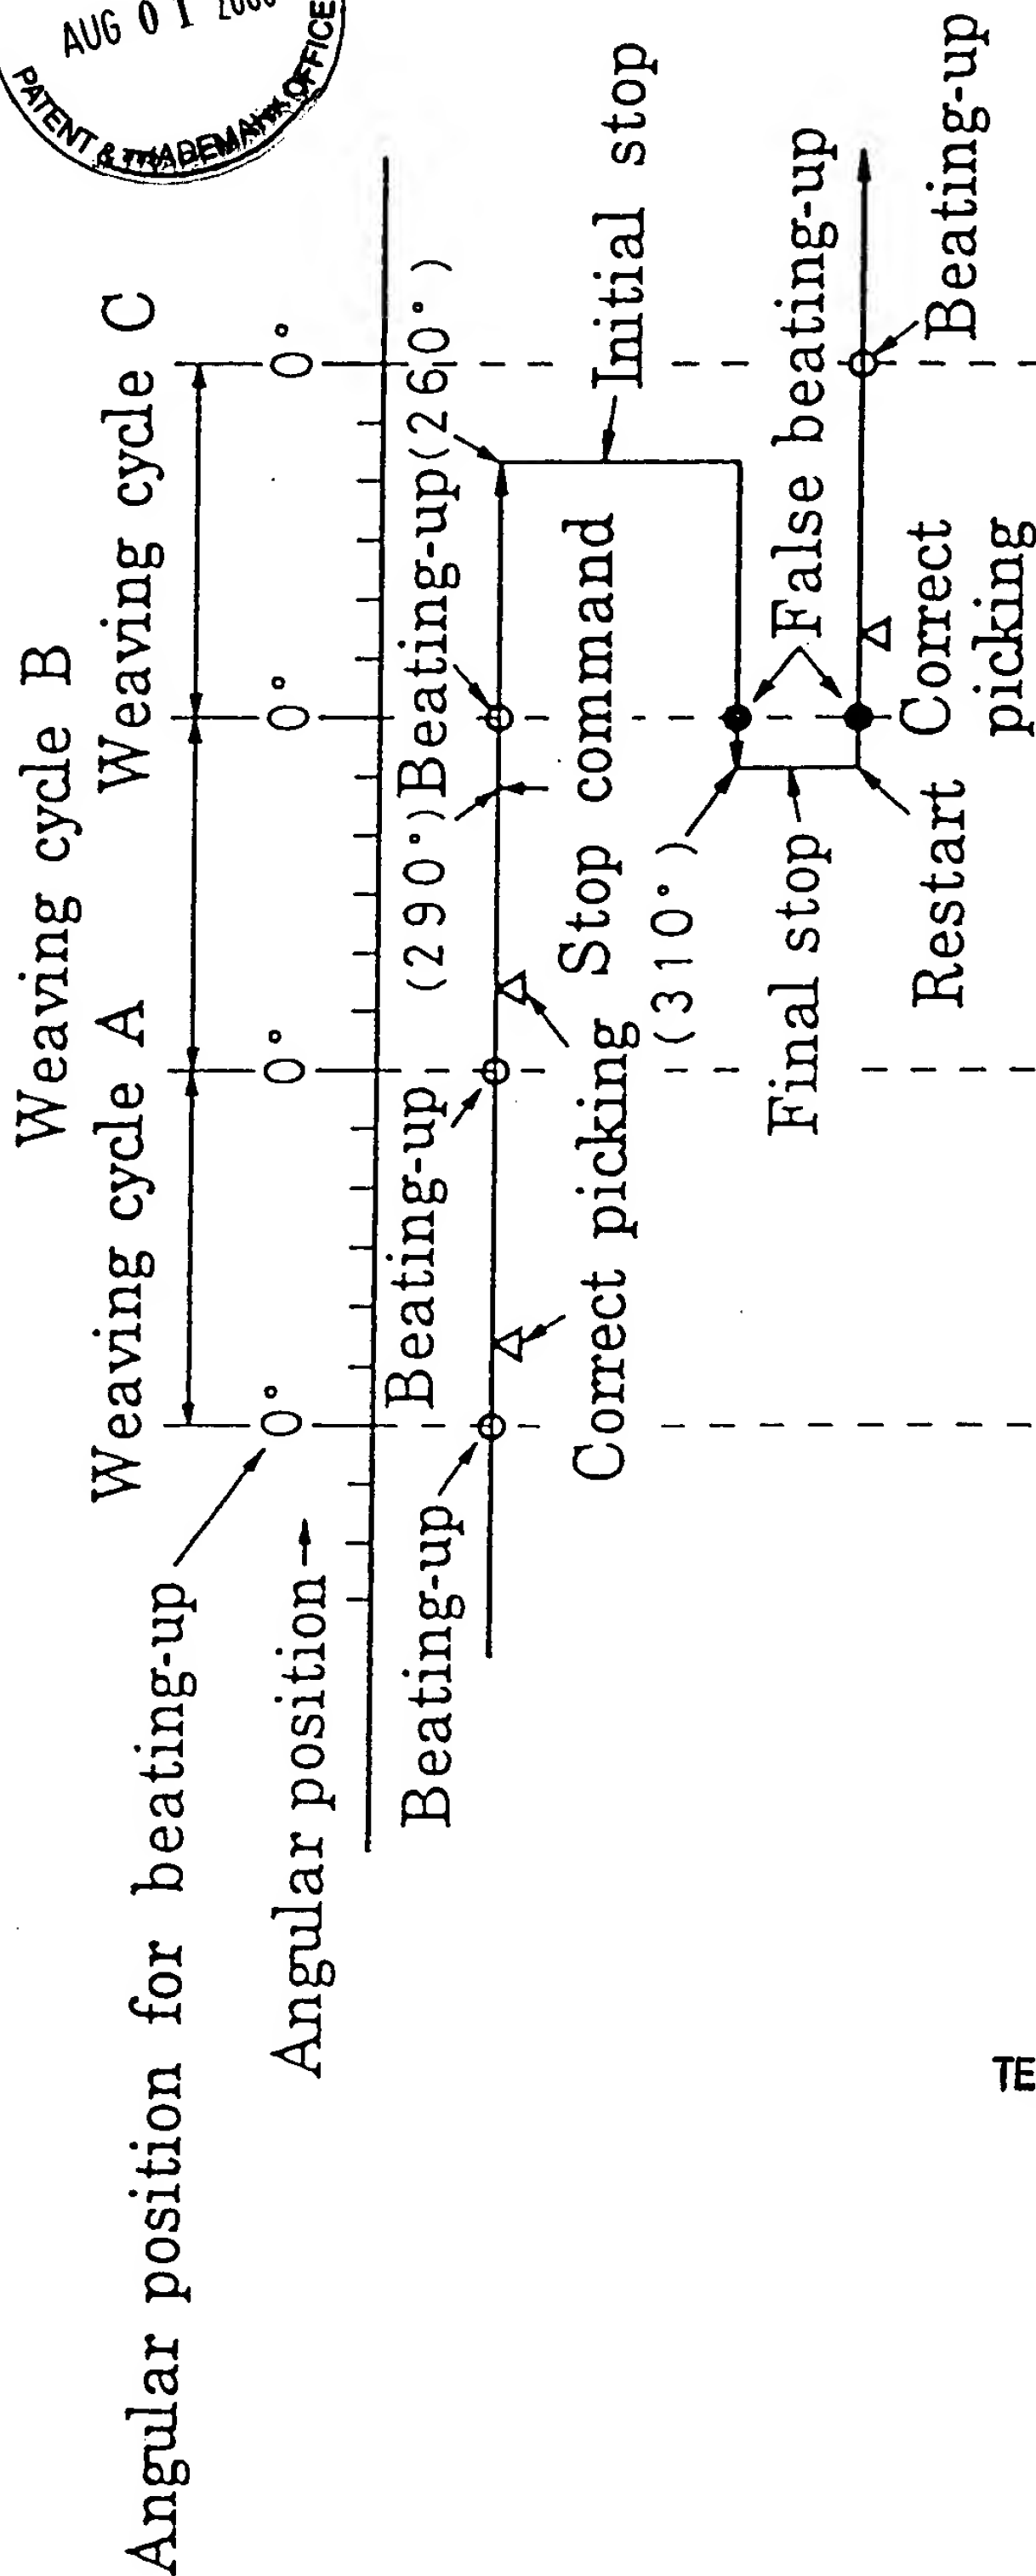 AUG 0 1
PATENT & TRADEMARK OFFICE
Weaving cycle B
Weaving cycle A
Weaving cycle C
Angular position for beating-up
0°
0°
0°
0°
Angular position→
Beating-up
Beating-up
(290°)
Beating-up
(260°)
Correct picking
Stop command
Initial stop
(310°)
Final stop
False beating-up
Restart
Correct
picking
Beating-up
TE